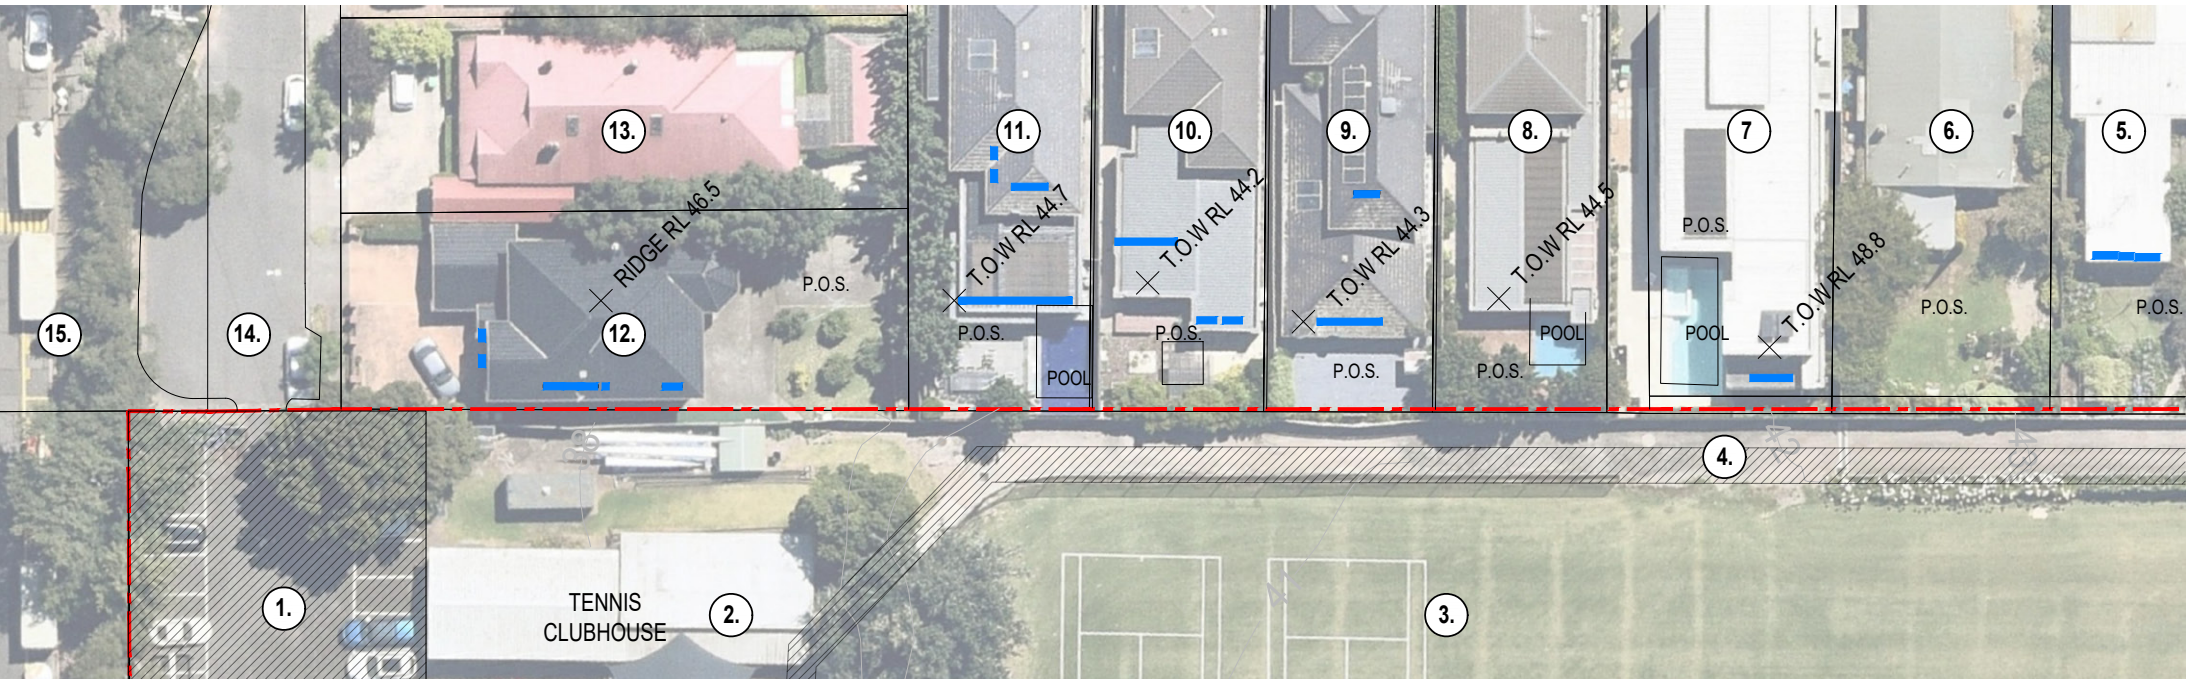 13.
11.
10.
9.
8.
7
6.
5.
RIDGE RL 46.5
T.O.W RL 44.7
T.O.W RL 44.2
T.O.W RL 44.3
T.O.W RL 44.5
T.O.W RL 48.8
P.O.S.
P.O.S.
P.O.S.
P.O.S.
15.
14.
12.
P.O.S.
P.O.S.
POOL
POOL
P.O.S.
P.O.S.
POOL
4.
42
TENNIS
CLUBHOUSE
1.
2.
3.